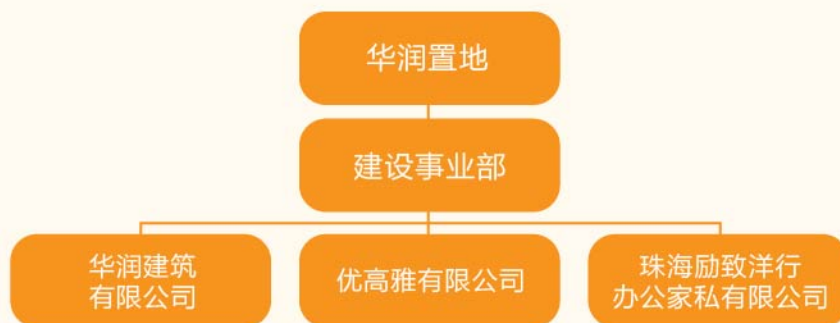 华润置地
建设事业部
华润建筑
有限公司
优高雅有限公司
珠海励致洋行
办公家私有限公司